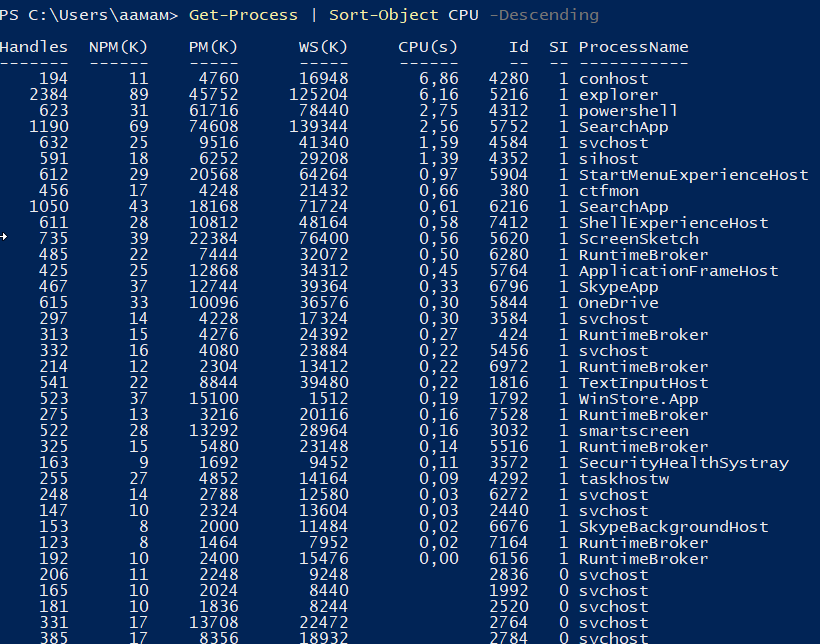 PS C:\Users\aamam> Get-Process | Sort-Object CPU -Descending
Handles NPM(K) PM(K) WS(K) CPU(s) Id SI ProcessName
------- ------ ----- ----- ------ -- -- -----------
194 11 4760 16948 6,86 4280 1 conhost
2384 89 45752 125204 6,16 5216 1 explorer
623 31 61716 78440 2,75 4312 1 powershell
1190 69 74608 139344 2,56 5752 1 SearchApp
632 25 9516 41340 1,59 4584 1 svchost
591 18 6252 29208 1,39 4352 1 sihost
612 29 20568 64264 0,97 5904 1 StartMenuExperienceHost
456 17 4248 21432 0,66 380 1 ctfmon
1050 43 18168 71724 0,61 6216 1 SearchApp
611 28 10812 48164 0,58 7412 1 ShellExperienceHost
735 39 22384 76400 0,56 5620 1 ScreenSketch
485 22 7444 32072 0,50 6280 1 RuntimeBroker
425 25 12868 34312 0,45 5764 1 ApplicationFrameHost
467 37 12744 39364 0,33 6796 1 SkypeApp
615 33 10096 36576 0,30 5844 1 OneDrive
297 14 4228 17324 0,30 3584 1 svchost
313 15 4276 24392 0,27 424 1 RuntimeBroker
332 16 4080 23884 0,22 5456 1 svchost
214 12 2304 13412 0,22 6972 1 RuntimeBroker
541 22 8844 39480 0,22 1816 1 TextInputHost
523 37 15100 1512 0,19 1792 1 WinStore.App
275 13 3216 20116 0,16 7528 1 RuntimeBroker
522 28 13292 28964 0,16 3032 1 smartscreen
325 15 5480 23148 0,14 5516 1 RuntimeBroker
163 9 1692 9452 0,11 3572 1 SecurityHealthSystray
255 27 4852 14164 0,09 4292 1 taskhostw
248 14 2788 12580 0,03 6272 1 svchost
147 10 2324 13604 0,03 2440 1 svchost
153 8 2000 11484 0,02 6676 1 SkypeBackgroundHost
123 8 1464 7952 0,02 7164 1 RuntimeBroker
192 10 2400 15476 0,00 6156 1 RuntimeBroker
206 11 2248 9248 2836 0 svchost
165 10 2024 8440 1992 0 svchost
181 10 1836 8244 2520 0 svchost
331 17 13708 22472 2764 0 svchost
385 17 8356 18932 2784 0 svchost